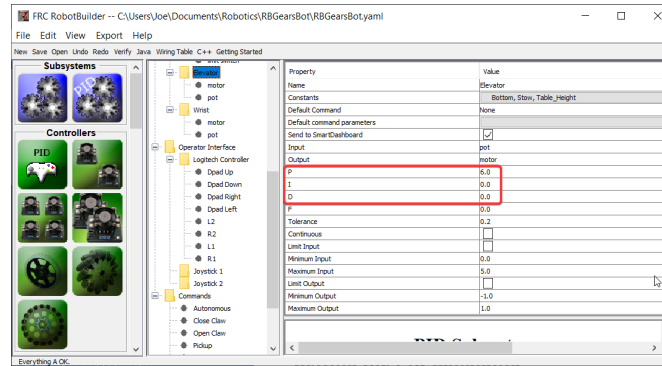 FRC RobotBuilder -- C:\Users\Joe\Documents\Robotics\RBGearsBot\RBGearsBot.yaml
File Edit View Export Help
New Save Open Undo Redo Verify Java Wiring Table C++ Getting Started
Subsystems
PID
Controllers
PID
Elevator
motor
pot
Wrist
motor
pot
Operator Interface
Logitech Controller
Dpad Up
Dpad Down
Dpad Right
Dpad Left
L2
R2
L1
R1
Joystick 1
Joystick 2
Commands
Autonomous
Close Claw
Open Claw
Pickup
Property Value
Name Elevator
Constants Bottom, Stow, Table_Height
Default Command None
Default command parameters
Send to SmartDashboard
Input pot
Output motor
P 6.0
I 0.0
D 0.0
F 0.0
Tolerance 0.2
Continuous
Limit Input
Minimum Input 0.0
Maximum Input 5.0
Limit Output
Minimum Output -1.0
Maximum Output 1.0
Everything A OK.